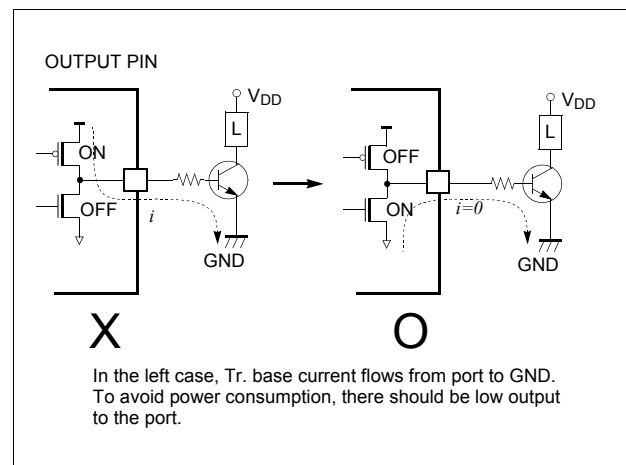 OUTPUT PIN
VDD
L
ON
OFF
i
GND
X
VDD
L
OFF
ON
i=0
GND
O
In the left case, Tr. base current flows from port to GND.
To avoid power consumption, there should be low output
to the port.